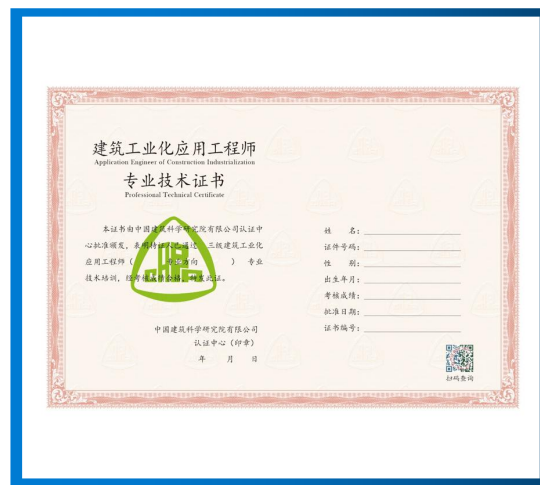 建筑工业化应用工程师
Application Engineer of Construction Industrialization
专业技术证书
Professional Technical Certificate
本证书由中国建筑科学研究院有限公司认证中
心批准颁发,表明持证人已通过 三级建筑工业化
应用工程师( 专业方向 ) 专业
技术培训,经考核成绩合格,特发此证。
中国建筑科学研究院有限公司
认证中心(印章)
年 月 日
姓 名:
证件号码:
性 别:
出生年月:
考核成绩:
批准日期:
证书编号:
扫码查询